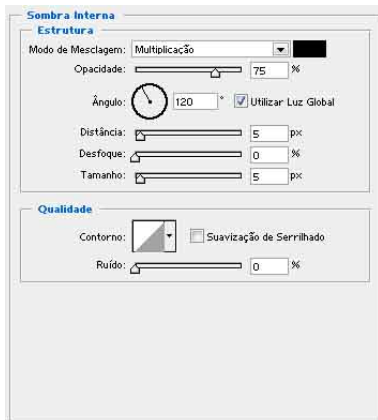 Sombra Interna
Estrutura
Modo de Mesclagem: Multiplicação
Opacidade: 75 %
Ângulo: 120 ° Utilizar Luz Global
Distância: 5 px
Desfoque: 0 %
Tamanho: 5 px
Qualidade
Contorno: Suavização de Serrilhado
Ruído: 0 %